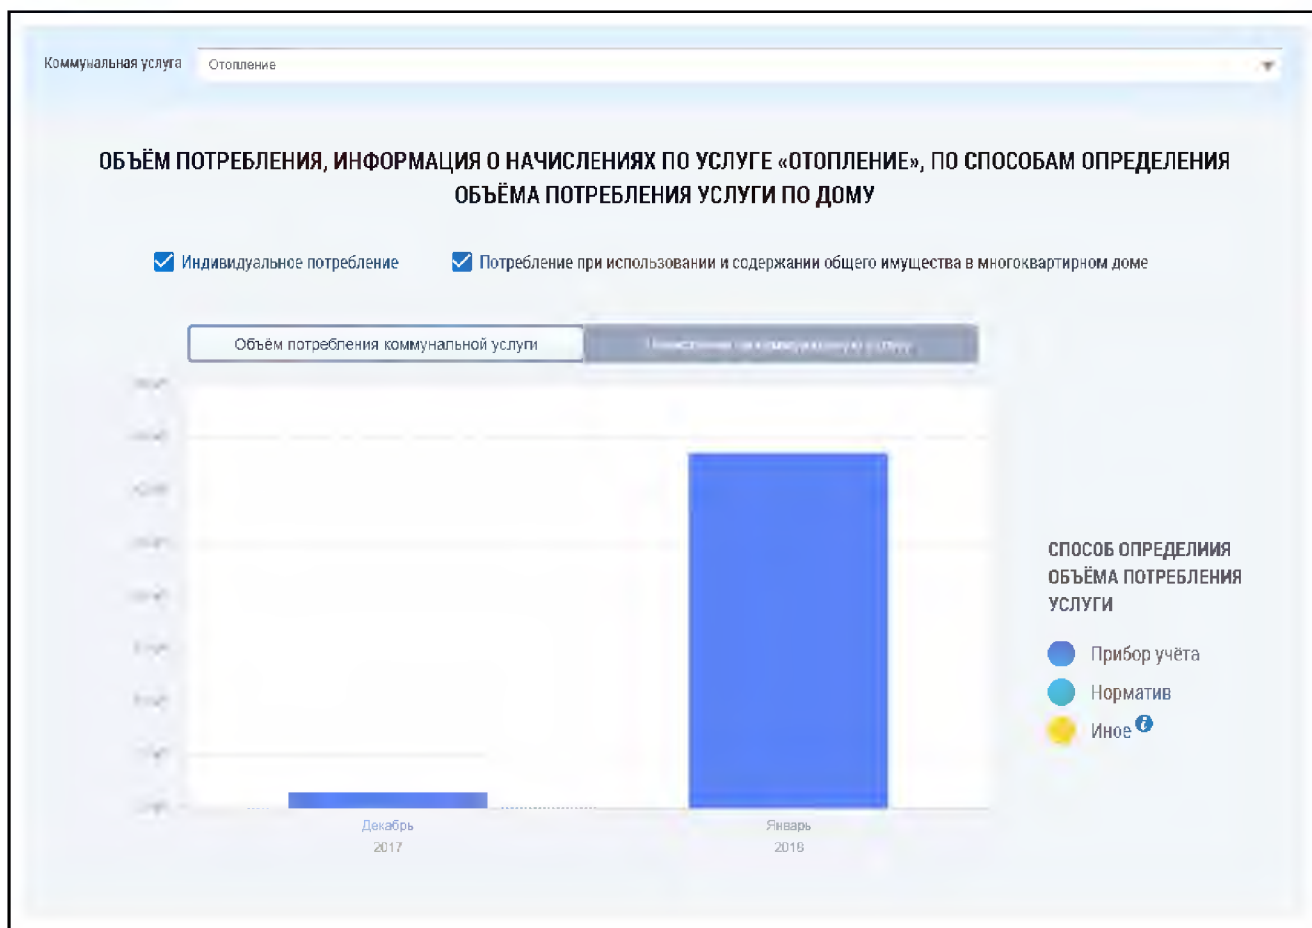 Коммунальная услуга
Отопление
ОБЪЁМ ПОТРЕБЛЕНИЯ, ИНФОРМАЦИЯ О НАЧИСЛЕНИЯХ ПО УСЛУГЕ «ОТОПЛЕНИЕ», ПО СПОСОБАМ ОПРЕДЕЛЕНИЯ
ОБЪЁМА ПОТРЕБЛЕНИЯ УСЛУГИ ПО ДОМУ
Индивидуальное потребление
Потребление при использовании и содержании общего имущества в многоквартирном доме
Объём потребления коммунальной услуги
СПОСОБ ОПРЕДЕЛИИЯ
ОБЪЁМА ПОТРЕБЛЕНИЯ
УСЛУГИ
Прибор учёта
Норматив
Иное
Декабрь
2017
Январь
2018